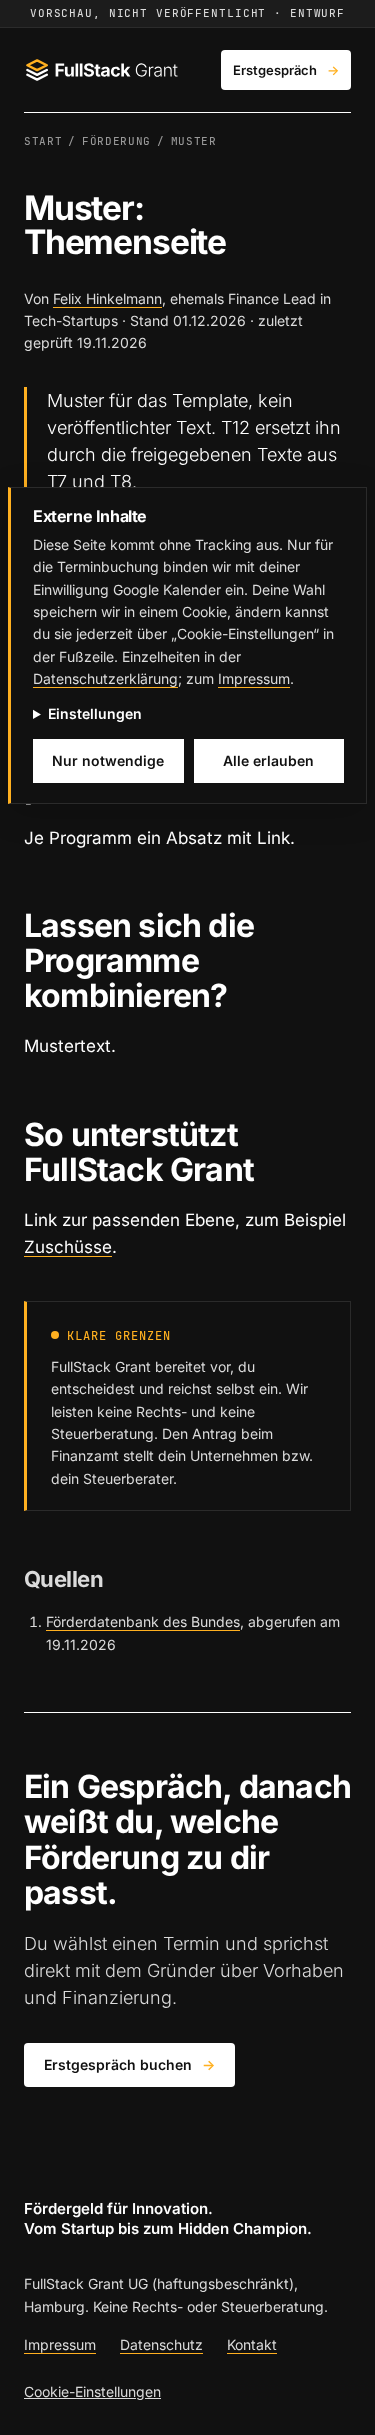 VORSCHAU, NICHT VERÖFFENTLICHT · ENTWURF
FullStack Grant
Erstgespräch →
START / FÖRDERUNG / MUSTER
Muster:
Themenseite
Von Felix Hinkelmann, ehemals Finance Lead in
Tech-Startups · Stand 01.12.2026 · zuletzt
geprüft 19.11.2026
Muster für das Template, kein
veröffentlichter Text. T12 ersetzt ihn
durch die freigegebenen Texte aus
T7 und T8.
Externe Inhalte
Diese Seite kommt ohne Tracking aus. Nur für
die Terminbuchung binden wir mit deiner
Einwilligung Google Kalender ein. Deine Wahl
speichern wir in einem Cookie, ändern kannst
du sie jederzeit über „Cookie-Einstellungen“ in
der Fußzeile. Einzelheiten in der
Datenschutzerklärung; zum Impressum.
▶ Einstellungen
Nur notwendige
Alle erlauben
Je Programm ein Absatz mit Link.
Lassen sich die
Programme
kombinieren?
Mustertext.
So unterstützt
FullStack Grant
Link zur passenden Ebene, zum Beispiel
Zuschüsse.
KLARE GRENZEN
FullStack Grant bereitet vor, du
entscheidest und reichst selbst ein. Wir
leisten keine Rechts- und keine
Steuerberatung. Den Antrag beim
Finanzamt stellt dein Unternehmen bzw.
dein Steuerberater.
Quellen
1. Förderdatenbank des Bundes, abgerufen am
19.11.2026
Ein Gespräch, danach
weißt du, welche
Förderung zu dir
passt.
Du wählst einen Termin und sprichst
direkt mit dem Gründer über Vorhaben
und Finanzierung.
Erstgespräch buchen →
Fördergeld für Innovation.
Vom Startup bis zum Hidden Champion.
FullStack Grant UG (haftungsbeschränkt),
Hamburg. Keine Rechts- oder Steuerberatung.
Impressum Datenschutz Kontakt
Cookie-Einstellungen